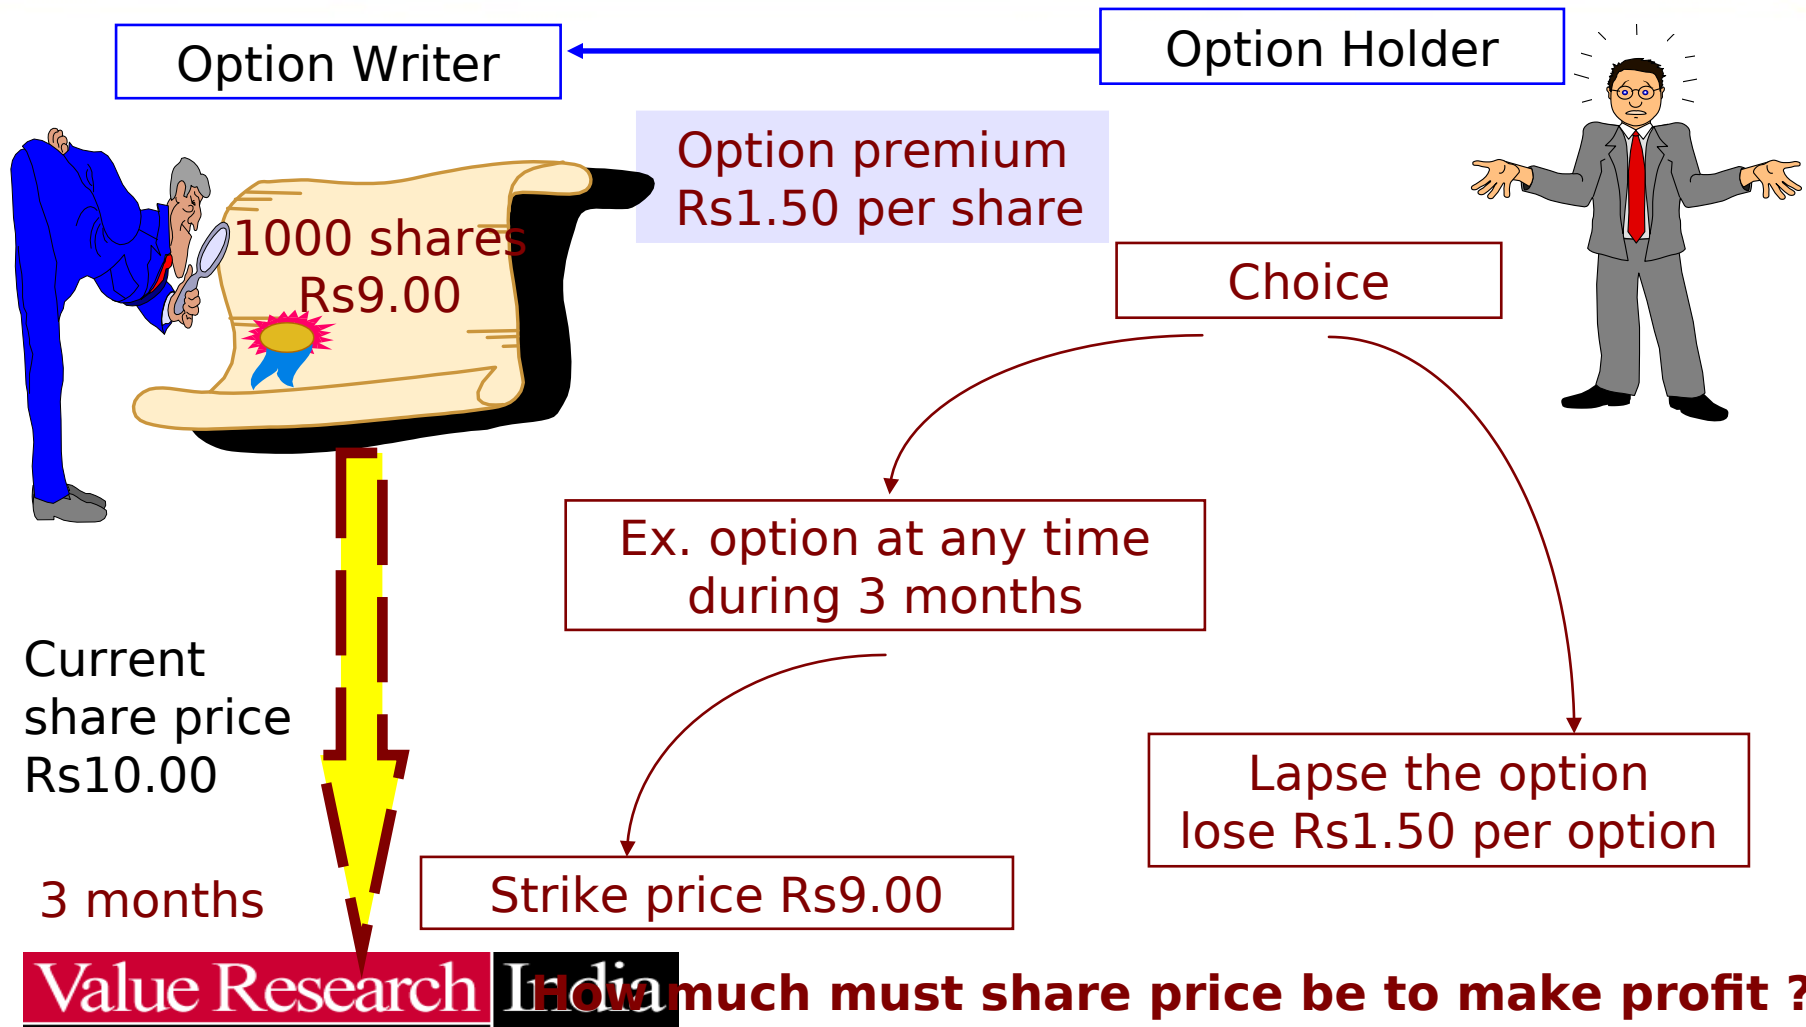 Option Writer
Option Holder
Option premium
Rs1.50 per share
1000 shares
Rs9.00
Choice
Ex. option at any time
during 3 months
Current
share price
Rs10.00
Lapse the option
lose Rs1.50 per option
3 months
Strike price Rs9.00
Value Research India
How much must share price be to make profit ?